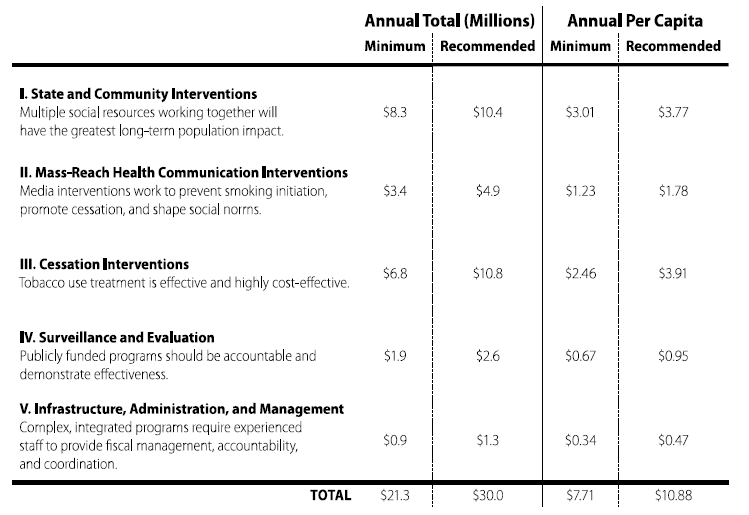 Annual Total (Millions) Annual Per Capita
Minimum Recommended Minimum Recommended
I. State and Community Interventions
Multiple social resources working together will
have the greatest long-term population impact.
$8.3 $10.4 $3.01 $3.77
II. Mass-Reach Health Communication Interventions
Media interventions work to prevent smoking initiation,
promote cessation, and shape social norms.
$3.4 $4.9 $1.23 $1.78
III. Cessation Interventions
Tobacco use treatment is effective and highly cost-effective.
$6.8 $10.8 $2.46 $3.91
IV. Surveillance and Evaluation
Publicly funded programs should be accountable and
demonstrate effectiveness.
$1.9 $2.6 $0.67 $0.95
V. Infrastructure, Administration, and Management
Complex, integrated programs require experienced
staff to provide fiscal management, accountability,
and coordination.
$0.9 $1.3 $0.34 $0.47
TOTAL $21.3 $30.0 $7.71 $10.88